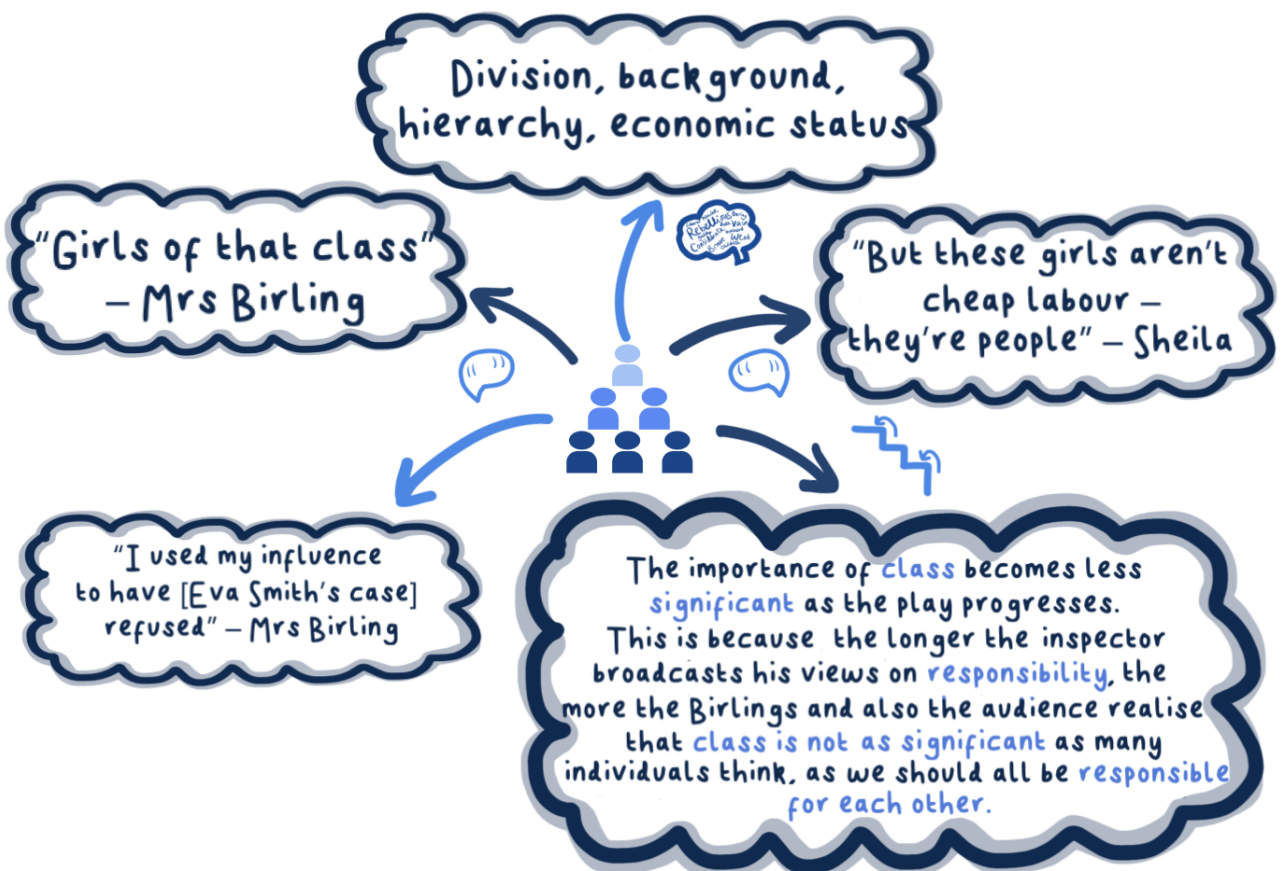 Division, background,
hierarchy, economic status
"Girls of that class"
– Mrs Birling
"But these girls aren't
cheap labour –
they're people" – Sheila
"I used my influence
to have [Eva Smith's case]
refused" – Mrs Birling
The importance of class becomes less
significant as the play progresses.
This is because the longer the inspector
broadcasts his views on responsibility, the
more the Birlings and also the audience realise
that class is not as significant as many
individuals think, as we should all be responsible
for each other.